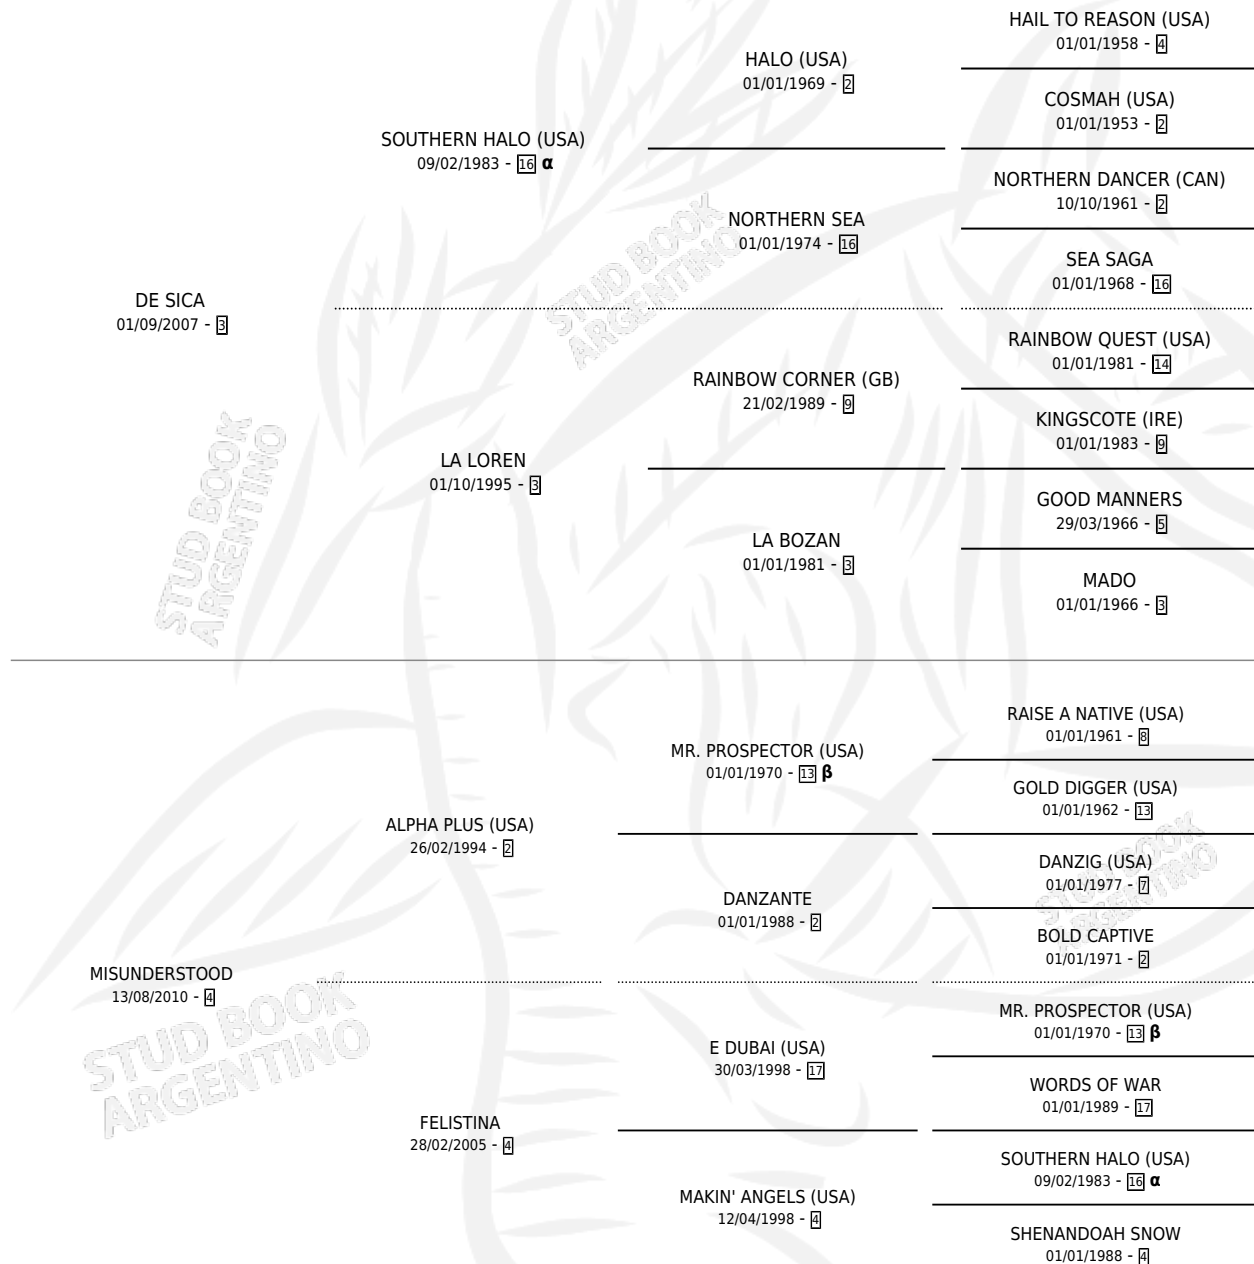 HAIL TO REASON (USA)
01/01/1958 - 4
HALO (USA)
01/01/1969 - 2
COSMAH (USA)
01/01/1953 - 2
SOUTHERN HALO (USA)
09/02/1983 - 16 α
NORTHERN DANCER (CAN)
10/10/1961 - 2
NORTHERN SEA
01/01/1974 - 16
SEA SAGA
01/01/1968 - 16
DE SICA
01/09/2007 - 3
RAINBOW QUEST (USA)
01/01/1981 - 14
RAINBOW CORNER (GB)
21/02/1989 - 9
KINGSCOTE (IRE)
01/01/1983 - 9
LA LOREN
01/10/1995 - 3
GOOD MANNERS
29/03/1966 - 5
LA BOZAN
01/01/1981 - 3
MADO
01/01/1966 - 3
STUD BOOK
ARGENTINO
STUD BOOK
ARGENTINO
RAISE A NATIVE (USA)
01/01/1961 - 8
MR. PROSPECTOR (USA)
01/01/1970 - 13 β
GOLD DIGGER (USA)
01/01/1962 - 13
ALPHA PLUS (USA)
26/02/1994 - 2
DANZIG (USA)
01/01/1977 - 7
DANZANTE
01/01/1988 - 2
BOLD CAPTIVE
01/01/1971 - 2
MISUNDERSTOOD
13/08/2010 - 4
MR. PROSPECTOR (USA)
01/01/1970 - 13 β
E DUBAI (USA)
30/03/1998 - 17
WORDS OF WAR
01/01/1989 - 17
FELISTINA
28/02/2005 - 4
SOUTHERN HALO (USA)
09/02/1983 - 16 α
MAKIN' ANGELS (USA)
12/04/1998 - 4
SHENANDOAH SNOW
01/01/1988 - 4
STUD BOOK
ARGENTINO
STUD BOOK
ARGENTINO